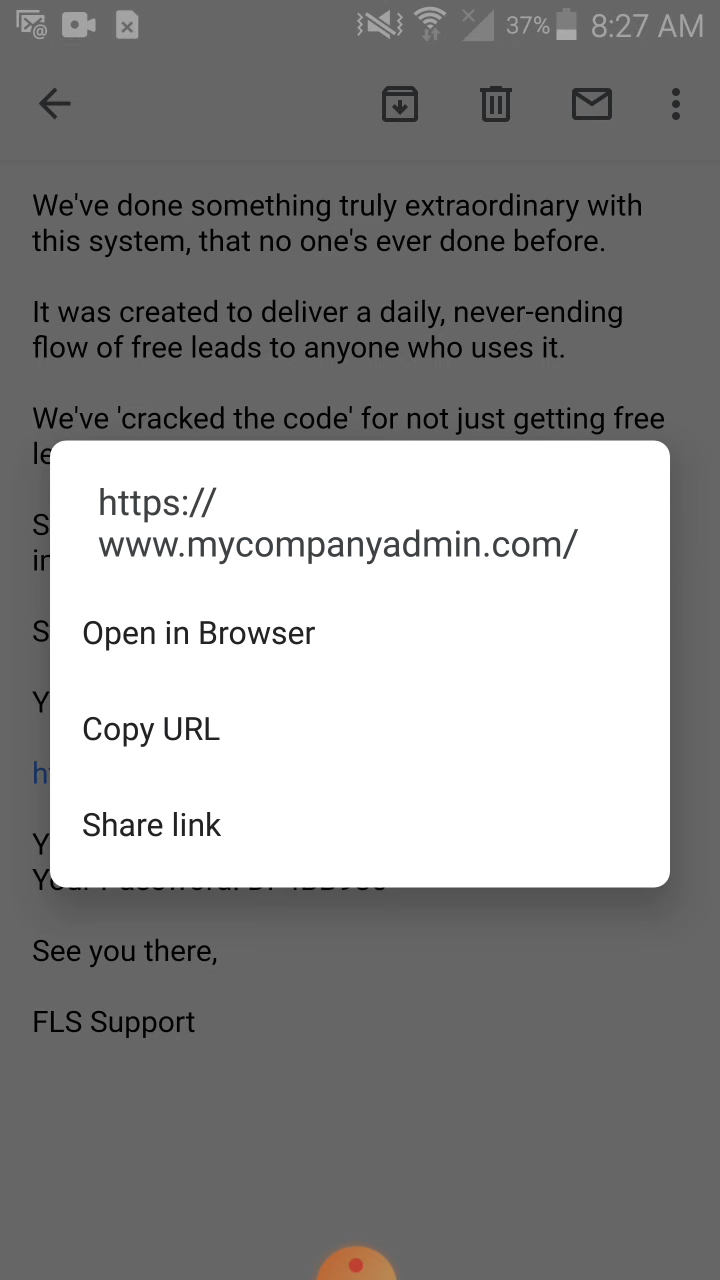 37% 8:27 AM
We've done something truly extraordinary with
this system, that no one's ever done before.
It was created to deliver a daily, never-ending
flow of free leads to anyone who uses it.
We've 'cracked the code' for not just getting free
https://
www.mycompanyadmin.com/
Open in Browser
Copy URL
Share link
See you there,
FLS Support